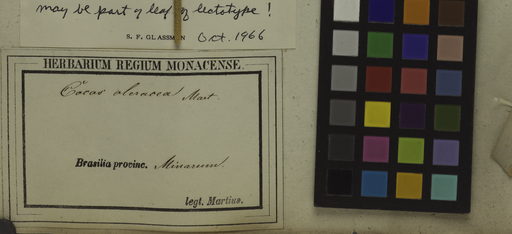 may be part of leaf of lectotype!
S. F. GLASSMAN Oct. 1966
HERBARIUM REGIUM MONACENSE.
Cocos oleracea Mart.
Brasilia provinc. Minarum
legt. Martius.